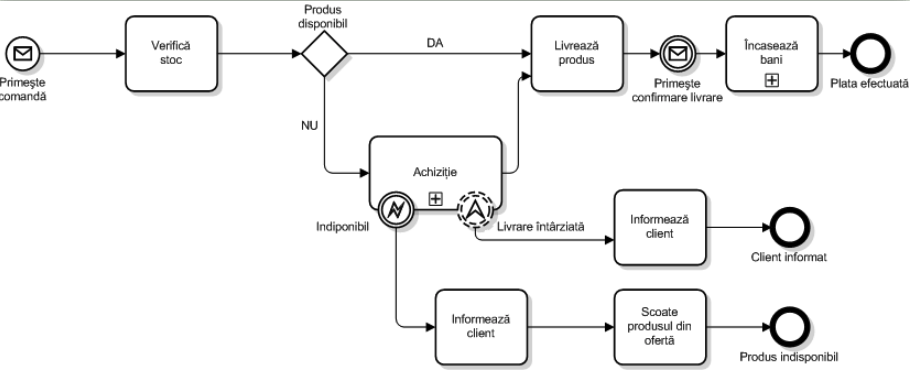 Produs
disponibil
Verifică
stoc
DA
Livrează
produs
Încasează
bani
Primește
comandă
Primește
confirmare livrare
Plata efectuată
NU
Achiziție
Indiponibil
Livrare întârziată
Informează
client
Client informat
Informează
client
Scoate
produsul din
ofertă
Produs indisponibil